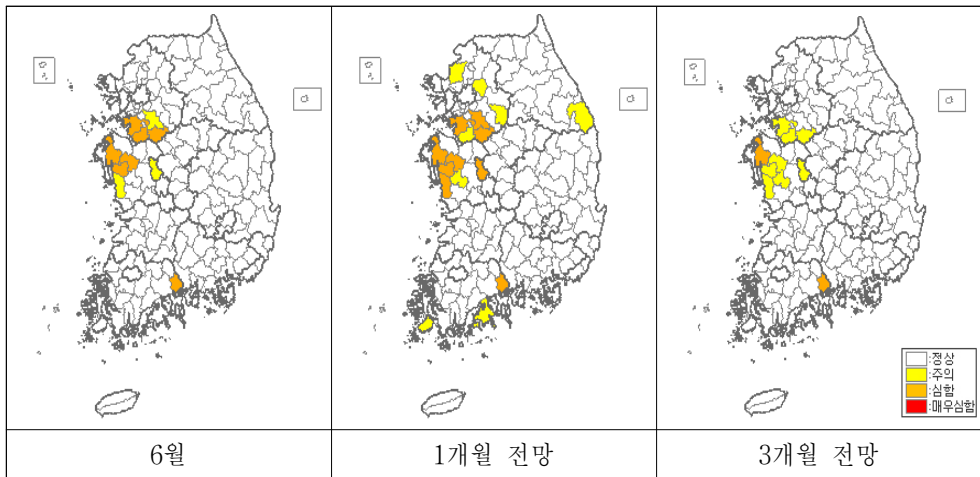 :정상
:주의
:심함
:매우심함
6월
1개월 전망
3개월 전망